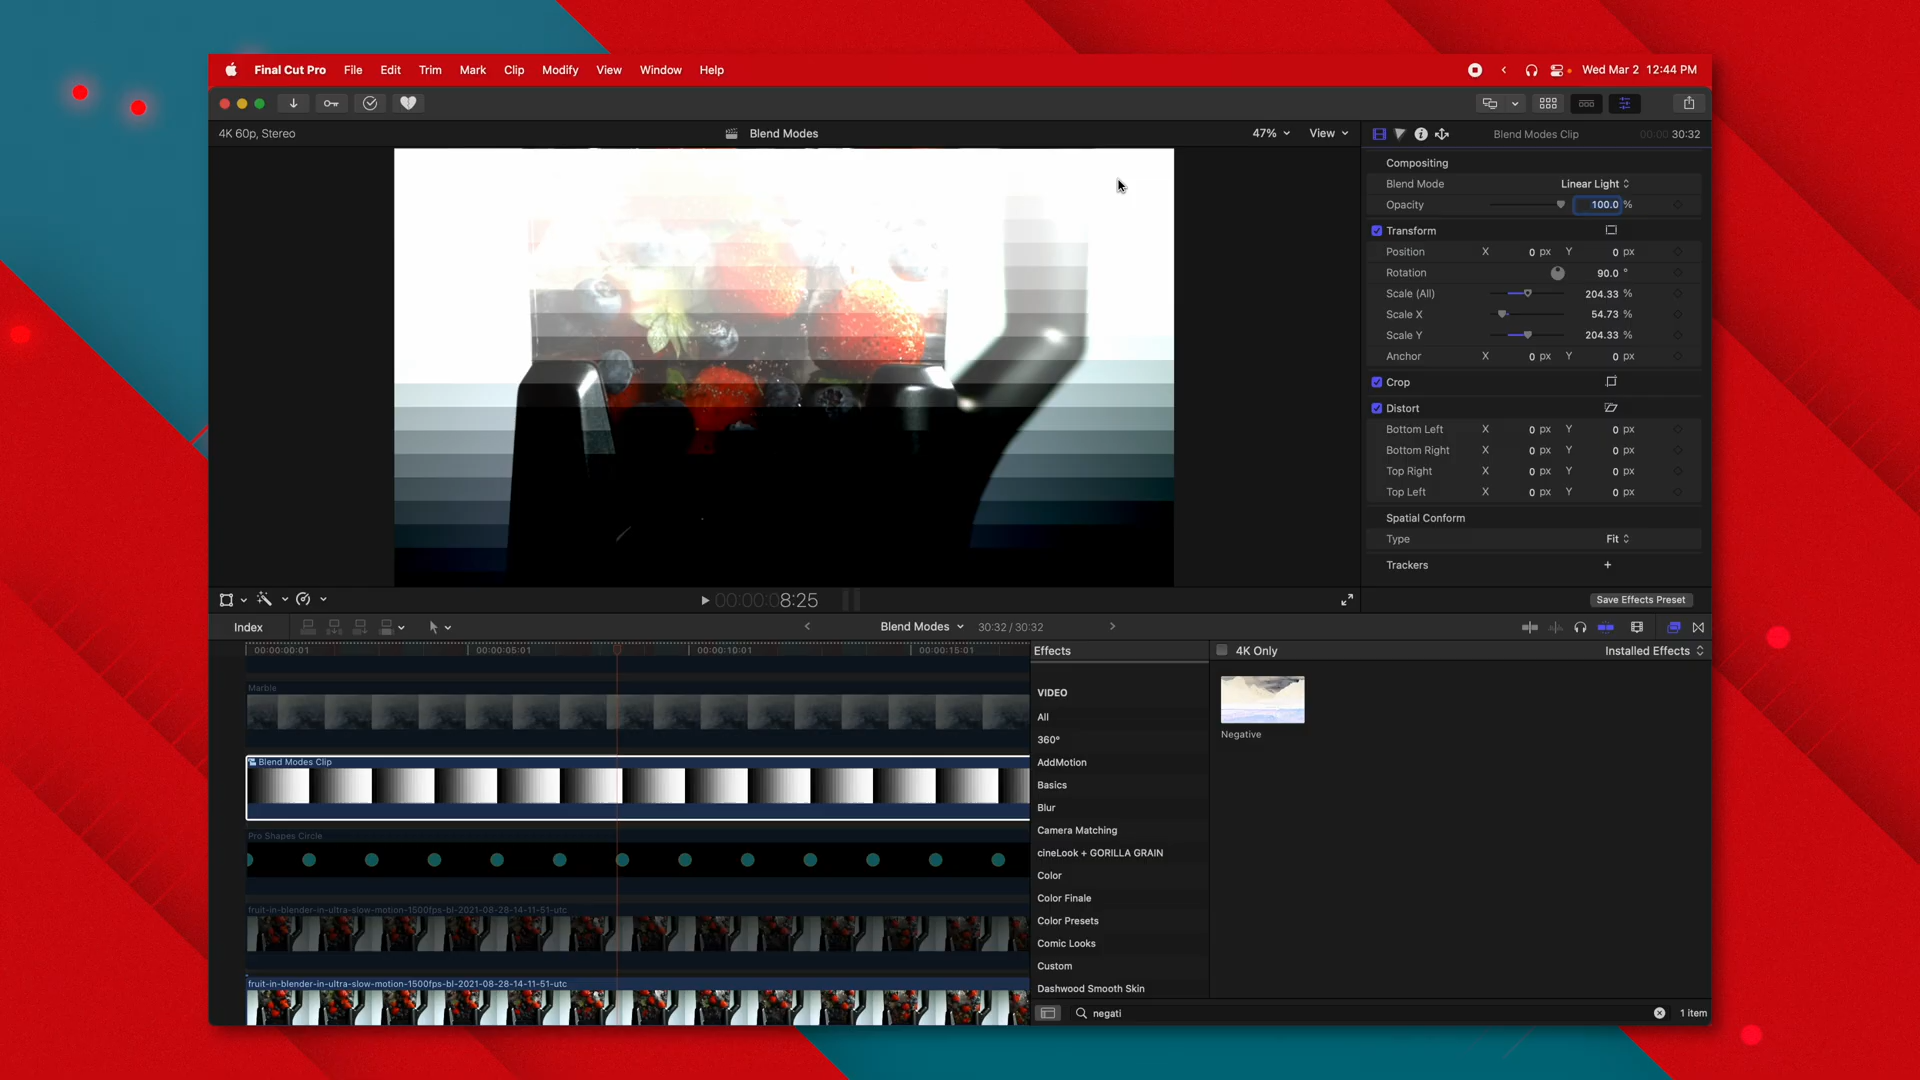 Final Cut Pro File Edit Trim Mark Clip Modify View Window Help Wed Mar 2 12:44 PM
4K 60p, Stereo Blend Modes 47% View Blend Modes Clip 00:00:30:32
Compositing
Blend Mode Linear Light
Opacity 100.0 %
Transform
Position X 0 px Y 0 px
Rotation 90.0 °
Scale (All) 204.33 %
Scale X 54.73 %
Scale Y 204.33 %
Anchor X 0 px Y 0 px
Crop
Distort
Bottom Left X 0 px Y 0 px
Bottom Right X 0 px Y 0 px
Top Right X 0 px Y 0 px
Top Left X 0 px Y 0 px
Spatial Conform
Type Fit
Trackers +
00:00:08:25 Save Effects Preset
Index Blend Modes 30:32 / 30:32
00:00:00:01 00:00:05:01 00:00:10:01 00:00:15:01
Marble
Blend Modes Clip
Pro Shapes Circle
fruit-in-blender-in-ultra-slow-motion-1500fps-bl-2021-08-28-14-11-51-utc
fruit-in-blender-in-ultra-slow-motion-1500fps-bl-2021-08-28-14-11-51-utc
Effects 4K Only Installed Effects
VIDEO
All
360°
AddMotion
Basics
Blur
Camera Matching
cineLook + GORILLA GRAIN
Color
Color Finale
Color Presets
Comic Looks
Custom
Dashwood Smooth Skin
Negative
negati 1 item